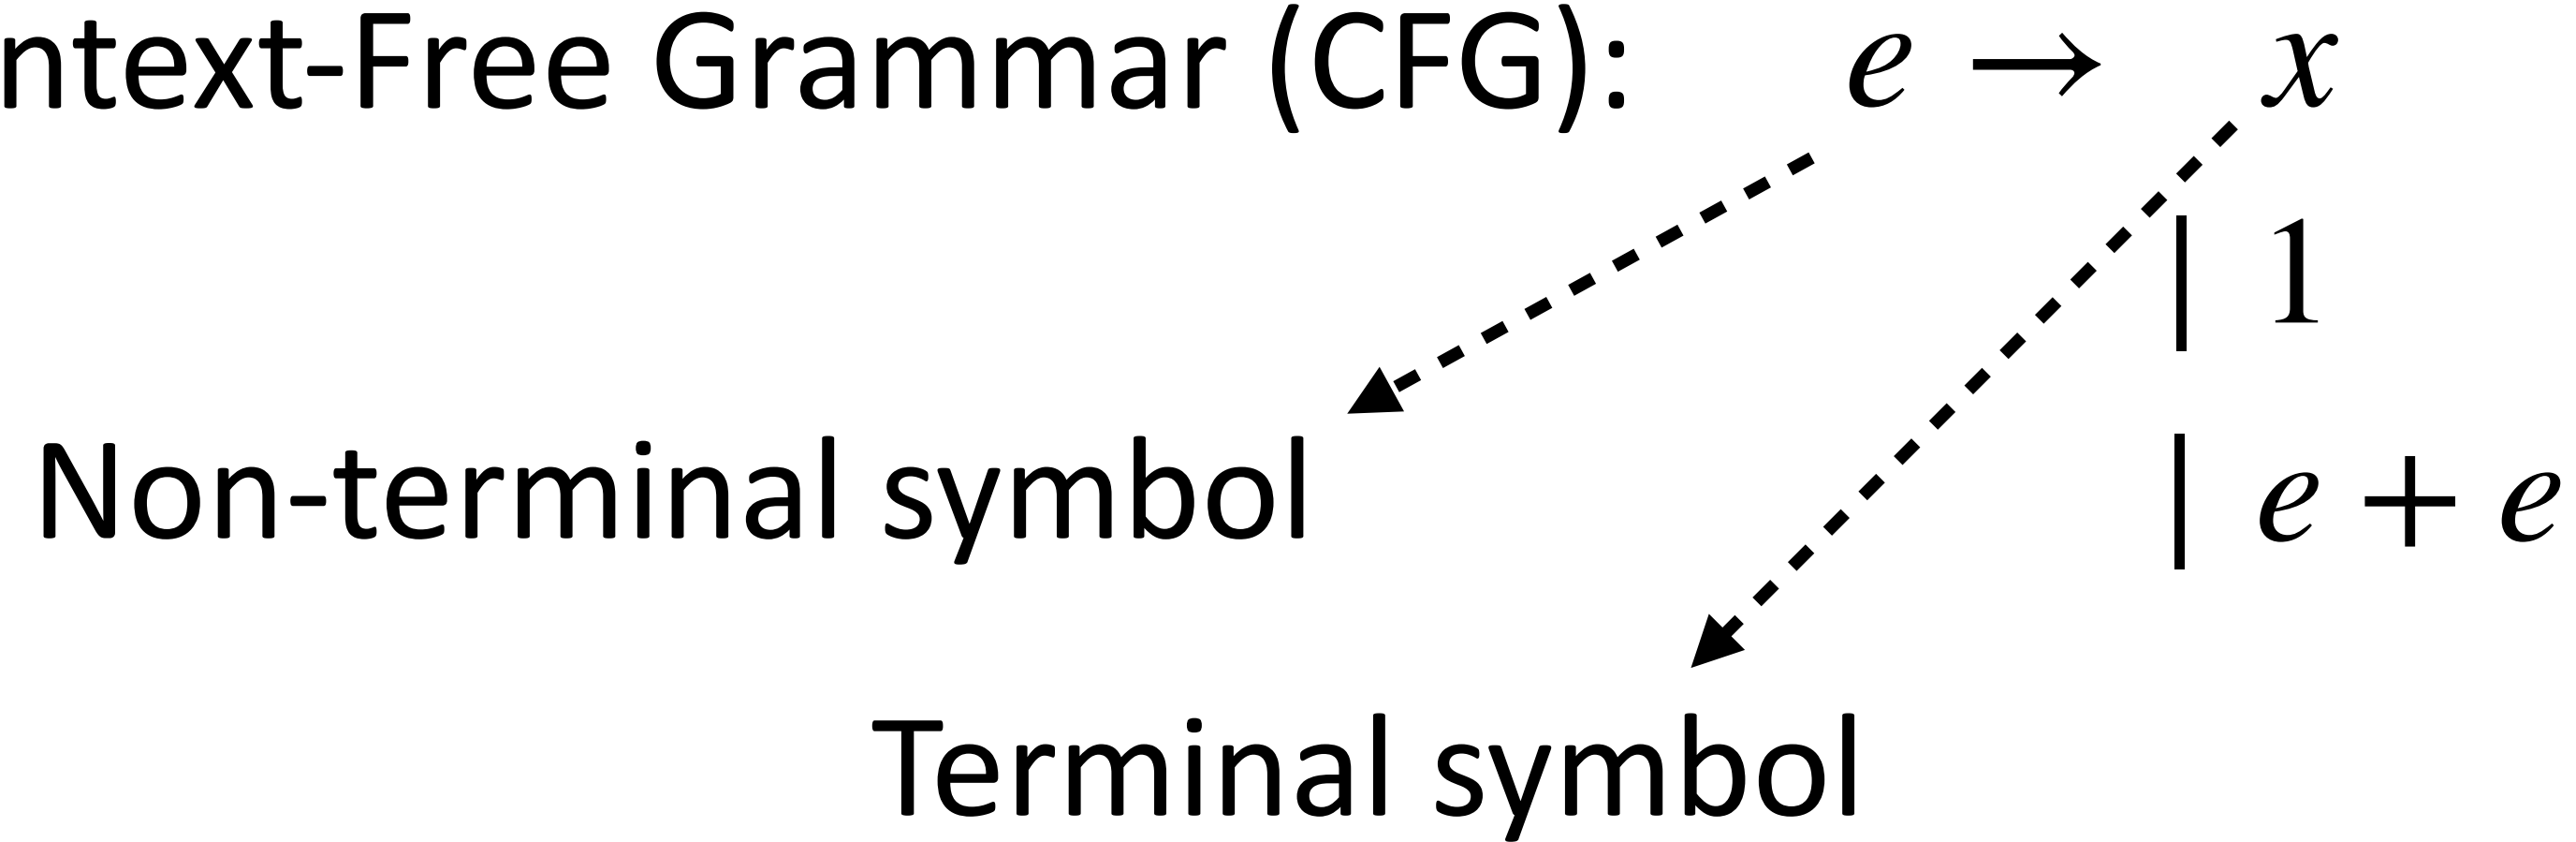 ntext-Free Grammar (CFG): e → x
| 1
Non-terminal symbol | e + e
Terminal symbol